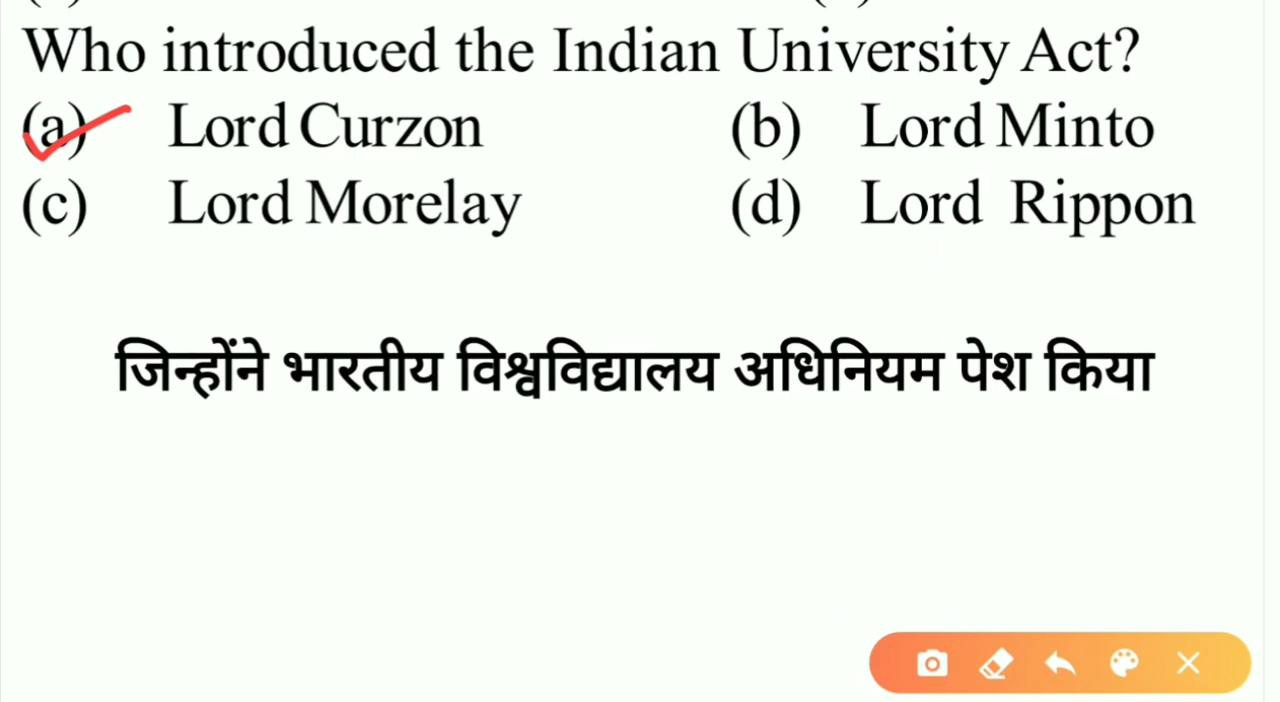 Who introduced the Indian University Act?
(a) Lord Curzon (b) Lord Minto
(c) Lord Morelay (d) Lord Rippon
जिन्होंने भारतीय विश्वविद्यालय अधिनियम पेश किया